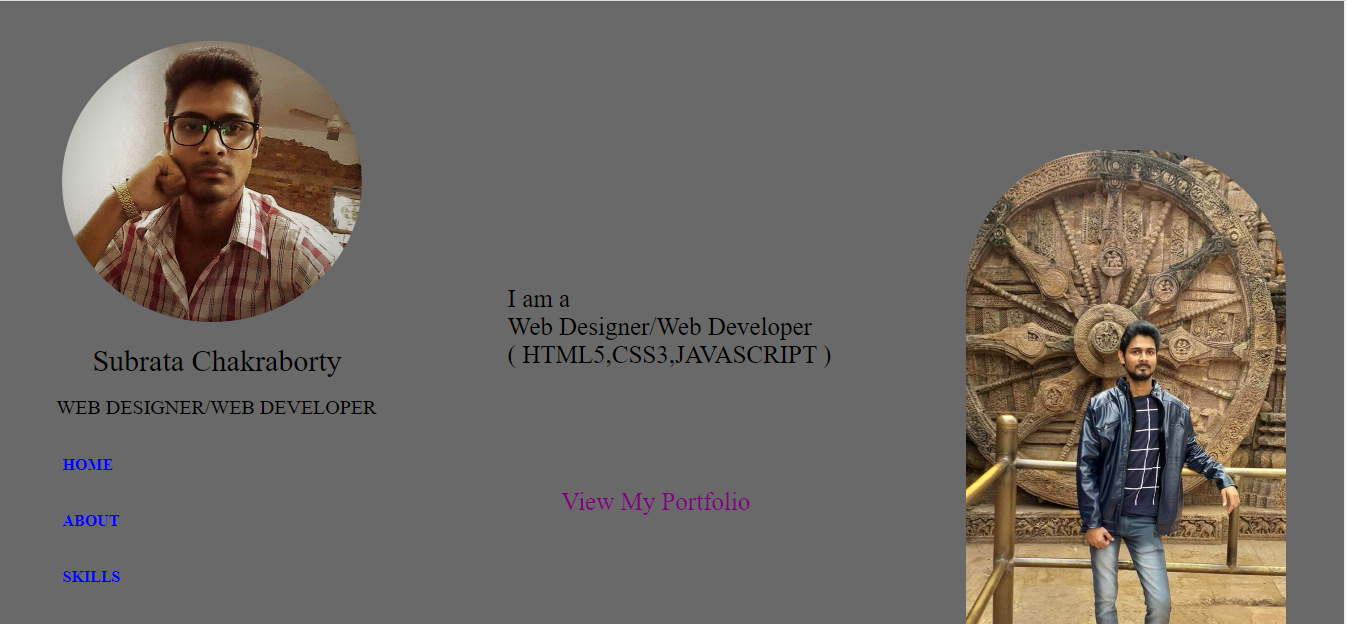 Subrata Chakraborty
WEB DESIGNER/WEB DEVELOPER
HOME
ABOUT
SKILLS
I am a
Web Designer/Web Developer
( HTML5,CSS3,JAVASCRIPT )
View My Portfolio